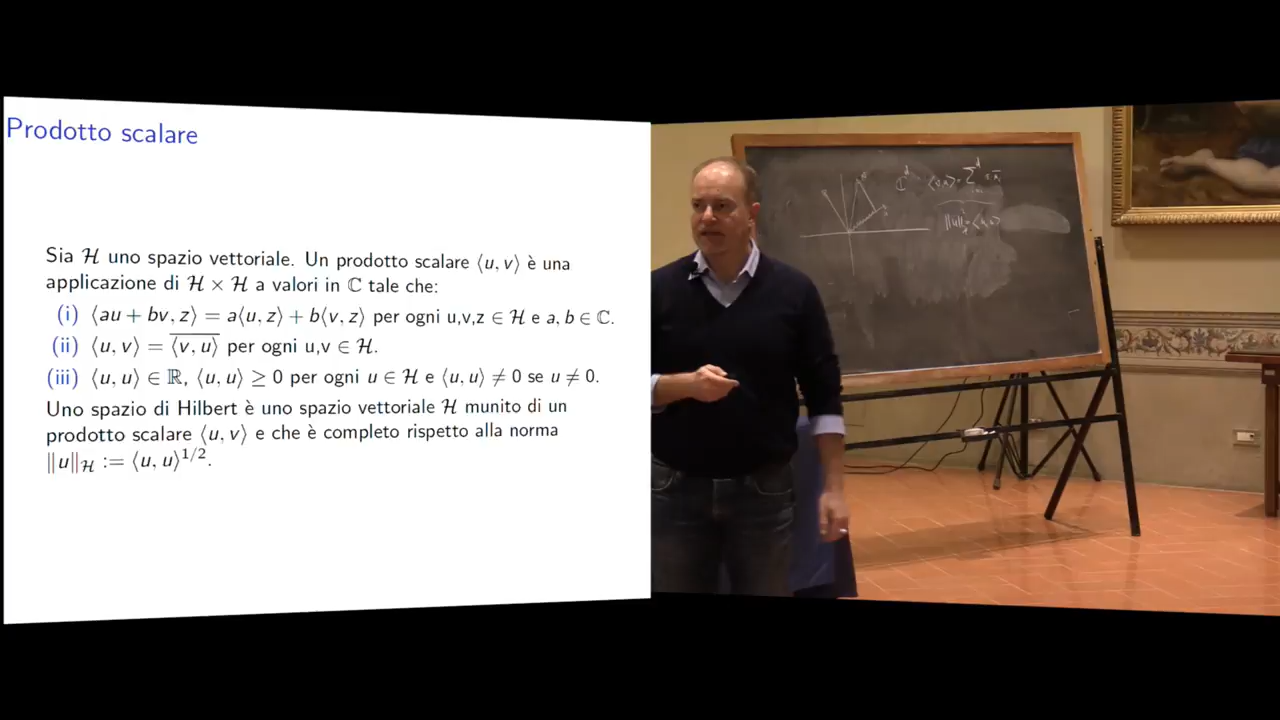 Prodotto scalare
Sia ℋ uno spazio vettoriale. Un prodotto scalare ⟨u, v⟩ è una
applicazione di ℋ × ℋ a valori in ℂ tale che:
(i) ⟨au + bv, z⟩ = a⟨u, z⟩ + b⟨v, z⟩ per ogni u,v,z ∈ ℋ e a, b ∈ ℂ.
(ii) ⟨u, v⟩ = \overline{⟨v, u⟩} per ogni u,v ∈ ℋ.
(iii) ⟨u, u⟩ ∈ ℝ, ⟨u, u⟩ ≥ 0 per ogni u ∈ ℋ e ⟨u, u⟩ ≠ 0 se u ≠ 0.
Uno spazio di Hilbert è uno spazio vettoriale ℋ munito di un
prodotto scalare ⟨u, v⟩ e che è completo rispetto alla norma
‖u‖_ℋ := ⟨u, u⟩^{1/2}.
ℂ^d